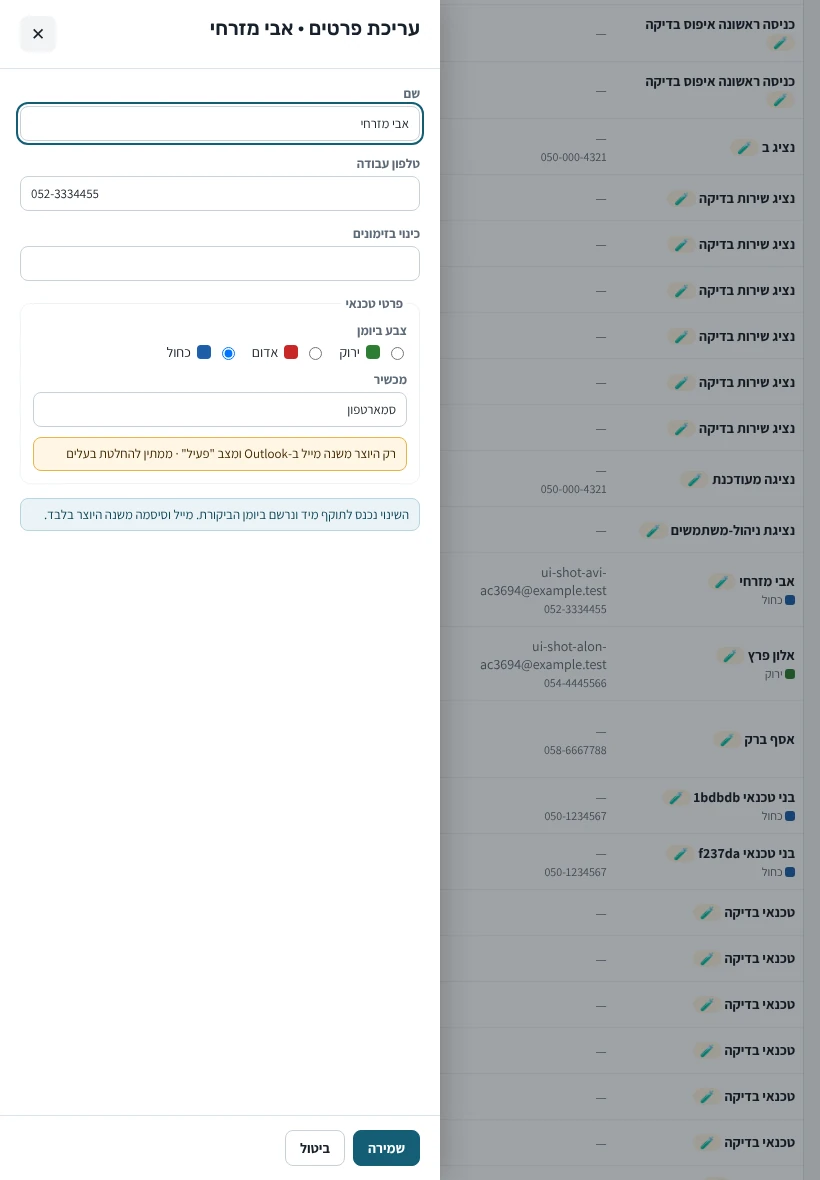 עריכת פרטים • אבי מזרחי
✕
שם
אבי מזרחי
טלפון עבודה
052-3334455
כינוי בזימונים
פרטי טכנאי
צבע ביומן
ירוק
אדום
כחול
מכשיר
סמארטפון
רק היוצר משנה מייל ב-Outlook ומצב "פעיל" · ממתין להחלטת בעלים
השינוי נכנס לתוקף מיד ונרשם ביומן הביקורת. מייל וסיסמה משנה היוצר בלבד.
שמירה
ביטול
כניסה ראשונה איפוס בדיקה
—
כניסה ראשונה איפוס בדיקה
—
נציג ב
—
050-000-4321
נציג שירות בדיקה
—
נציג שירות בדיקה
—
נציג שירות בדיקה
—
נציג שירות בדיקה
—
נציג שירות בדיקה
—
נציג שירות בדיקה
—
נציגה מעודכנת
—
050-000-4321
נציגת ניהול-משתמשים
—
אבי מזרחי
כחול
ui-shot-avi-
ac3694@example.test
052-3334455
אלון פרץ
ירוק
ui-shot-alon-
ac3694@example.test
054-4445566
אסף ברק
—
058-6667788
בני טכנאי 1bdbdb
כחול
—
050-1234567
בני טכנאי f237da
כחול
—
050-1234567
טכנאי בדיקה
—
טכנאי בדיקה
—
טכנאי בדיקה
—
טכנאי בדיקה
—
טכנאי בדיקה
—
טכנאי בדיקה
—